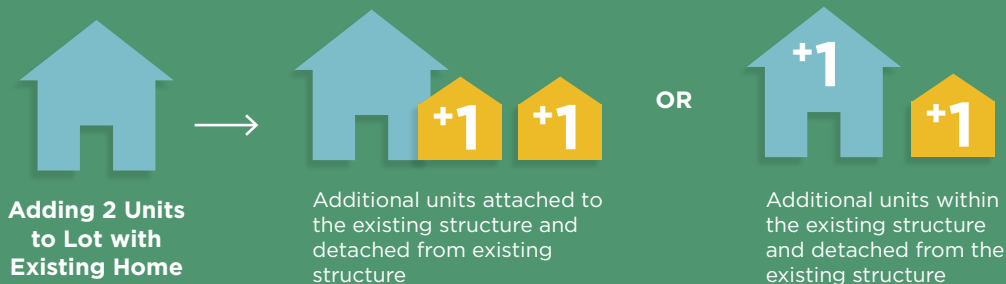 +1
+1
OR
+1
+1
Adding 2 Units
to Lot with
Existing Home
Additional units attached to
the existing structure and
detached from existing
structure
Additional units within
the existing structure
and detached from the
existing structure